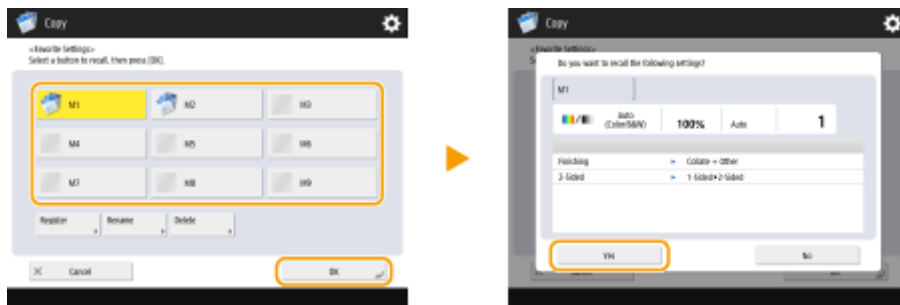 Copy
<Favorite Settings>
Select a button to recall, then press [OK].
M1
M2
M3
M4
M5
M6
M7
M8
M9
Register
Rename
Delete
Cancel
OK
Copy
<Favorite Settings>
Do you want to recall the following settings?
M1
Auto
(Color/B&W)
100%
Auto
1
Finishing
Collate + Other
2-Sided
1-Sided▸2-Sided
Yes
No